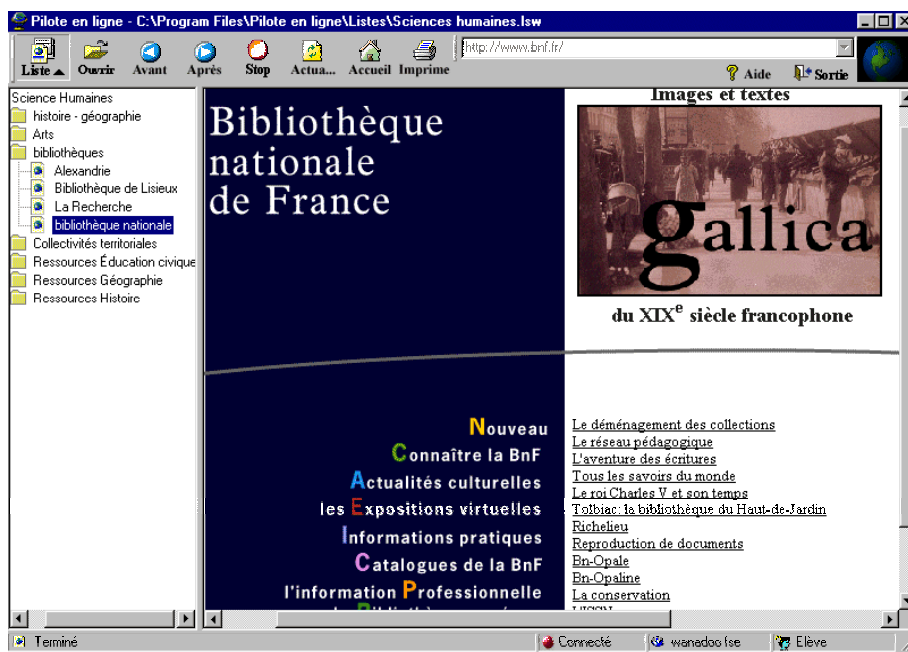 Pilote en ligne - C:\Program Files\Pilote en ligne\Listes\Sciences humaines.lsw
Liste Ouvrir Avant Après Stop Actua... Accueil Imprime
http://www.bnf.fr/
Aide Sortie
Science Humaines
histoire - géographie
Arts
bibliothèques
Alexandrie
Bibliothèque de Lisieux
La Recherche
bibliothèque nationale
Collectivités territoriales
Ressources Éducation civique
Ressources Géographie
Ressources Histoire
Bibliothèque
nationale
de France
Images et textes
gallica
du XIXe siècle francophone
Nouveau
Connaître la BnF
Actualités culturelles
les Expositions virtuelles
Informations pratiques
Catalogues de la BnF
l'information Professionnelle
Le déménagement des collections
Le réseau pédagogique
L'aventure des écritures
Tous les savoirs du monde
Le roi Charles V et son temps
Tolbiac: la bibliothèque du Haut-de-Jardin
Richelieu
Reproduction de documents
Bn-Opale
Bn-Opaline
La conservation
Terminé
Connecté
wanadoo fse
Elève